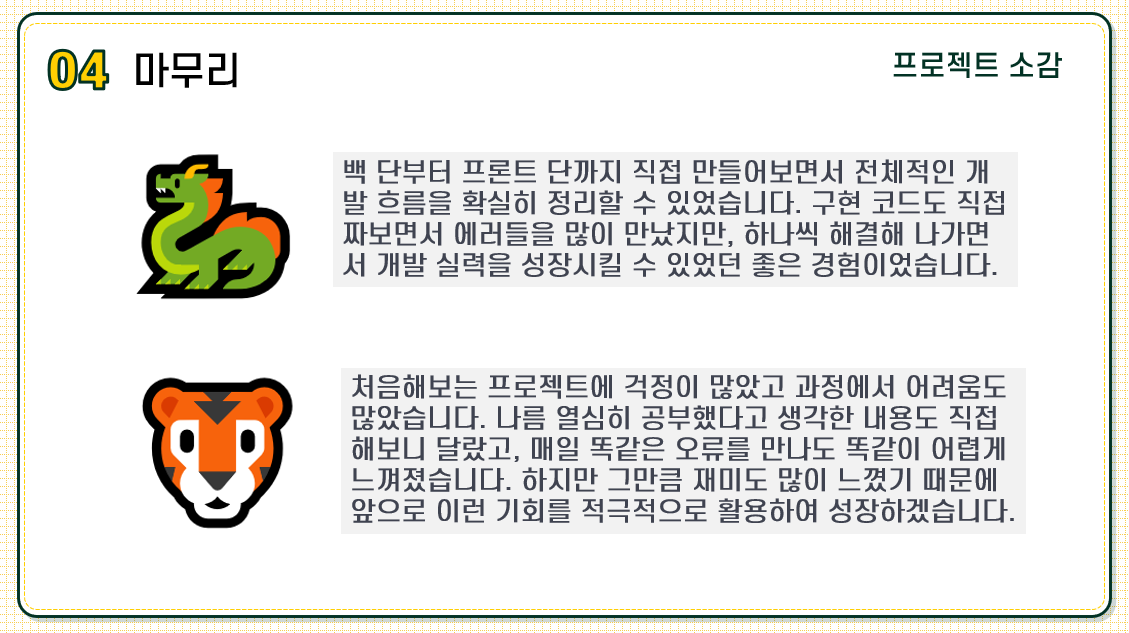 04 마무리
프로젝트 소감
백 단부터 프론트 단까지 직접 만들어보면서 전체적인 개
발 흐름을 확실히 정리할 수 있었습니다. 구현 코드도 직접
짜보면서 에러들을 많이 만났지만, 하나씩 해결해 나가면
서 개발 실력을 성장시킬 수 있었던 좋은 경험이었습니다.
처음해보는 프로젝트에 걱정이 많았고 과정에서 어려움도
많았습니다. 나름 열심히 공부했다고 생각한 내용도 직접
해보니 달랐고, 매일 똑같은 오류를 만나도 똑같이 어렵게
느껴졌습니다. 하지만 그만큼 재미도 많이 느꼈기 때문에
앞으로 이런 기회를 적극적으로 활용하여 성장하겠습니다.